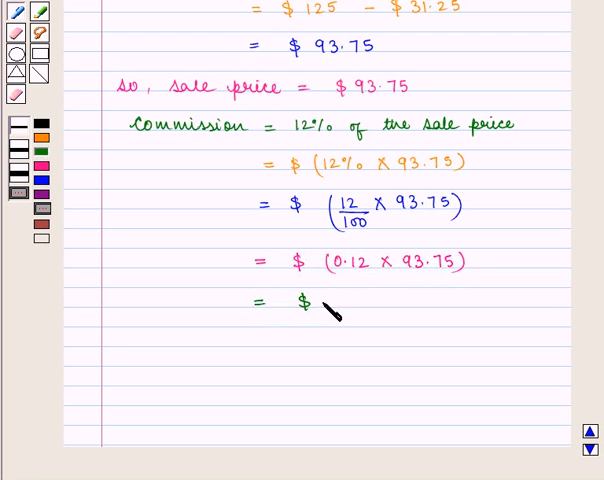 = $ 125 - $ 31.25
= $ 93.75
So, sale price = $ 93.75
Commission = 12% of the sale price
= $ (12% × 93.75)
= $ (12/100 × 93.75)
= $ (0.12 × 93.75)
= $